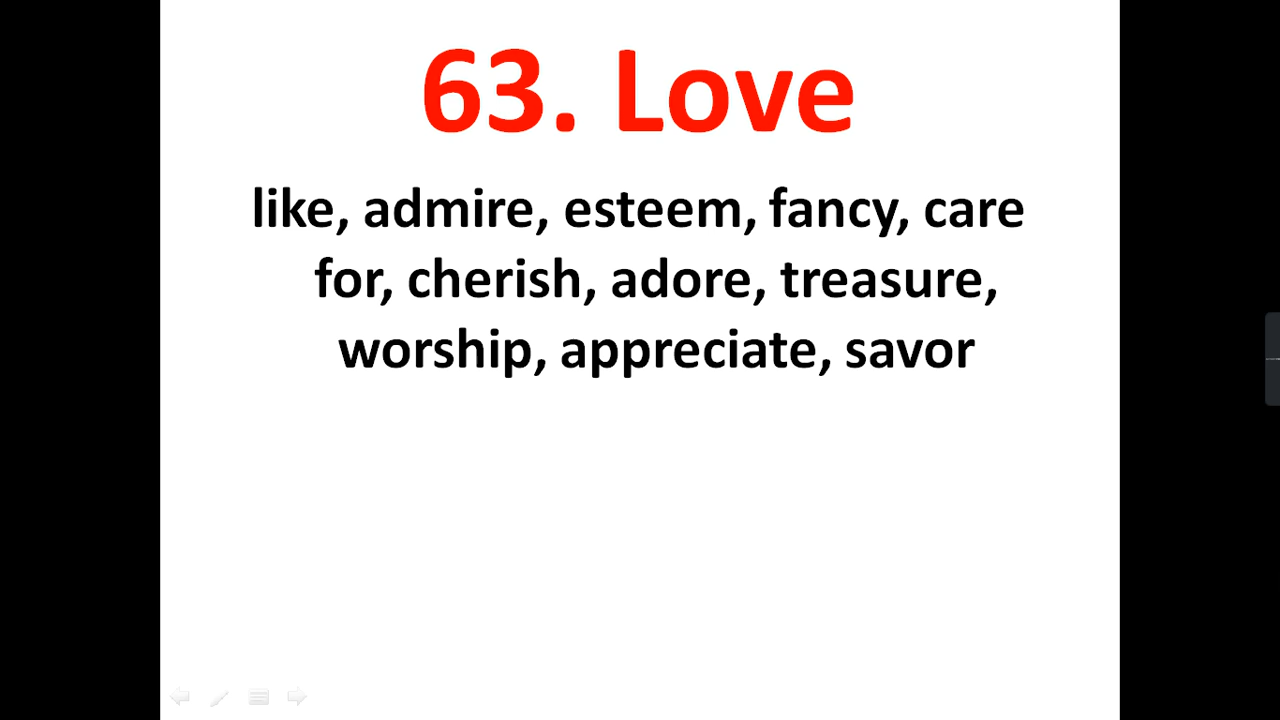 63. Love
like, admire, esteem, fancy, care
for, cherish, adore, treasure,
worship, appreciate, savor